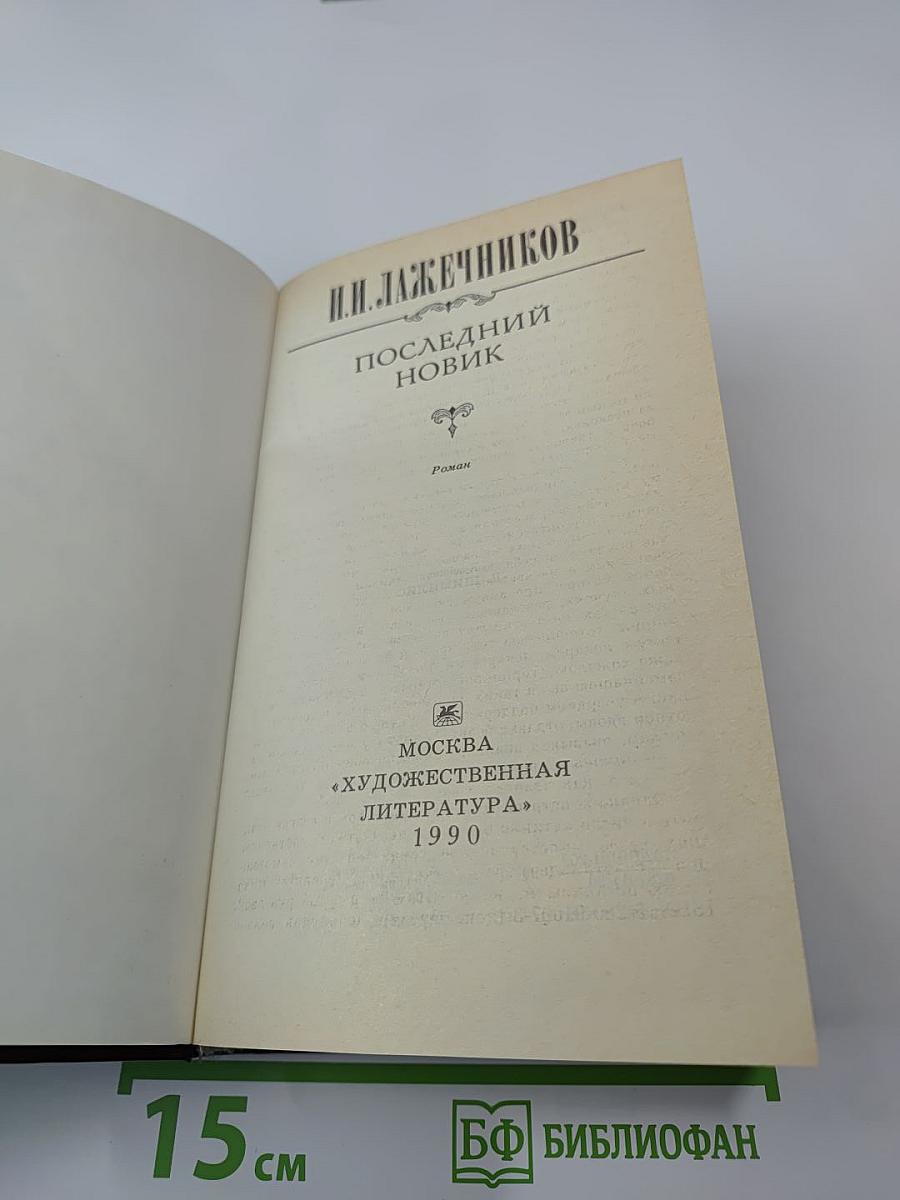 И.И.ЛАЖЕЧНИКОВ
ПОСЛЕДНИЙ
НОВИК
Роман
МОСКВА
«ХУДОЖЕСТВЕННАЯ
ЛИТЕРАТУРА»
1990
15 см
БФ БИБЛИОФАН